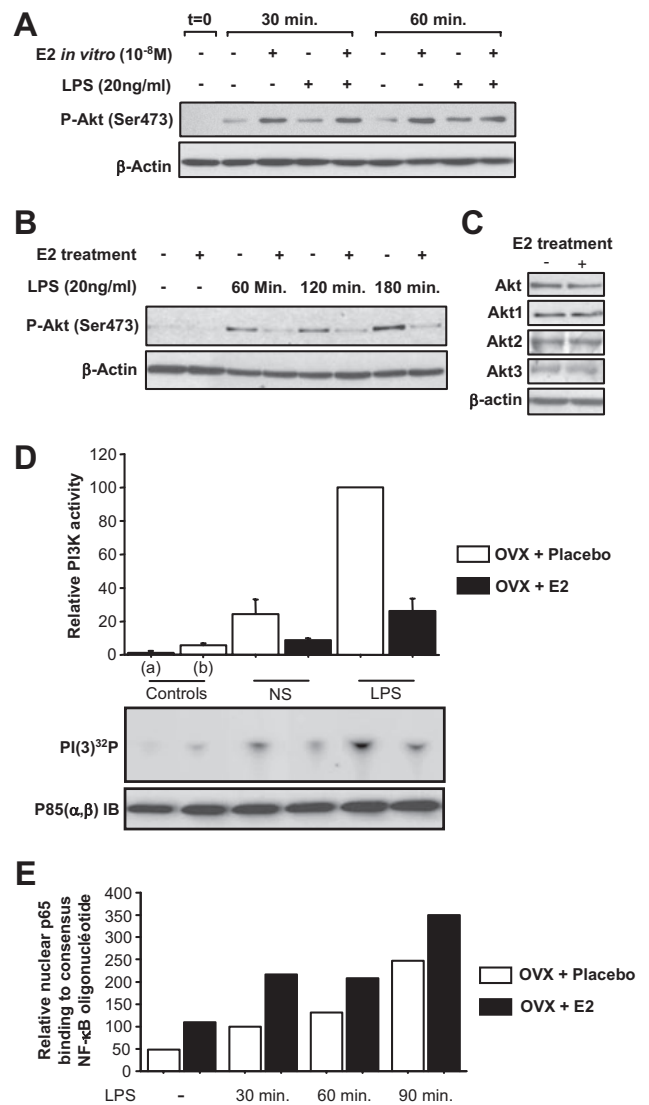 A
t=0 30 min. 60 min.
E2 in vitro (10⁻⁸M) - - + - + - + - +
LPS (20ng/ml) - - - + + - - + +
P-Akt (Ser473)
β-Actin
B
E2 treatment - + - + - + - +
LPS (20ng/ml) - - 60 Min. 120 min. 180 min.
P-Akt (Ser473)
β-Actin
C
E2 treatment
- +
Akt
Akt1
Akt2
Akt3
β-actin
D
Relative PI3K activity
120
100
80
60
40
20
0
(a) (b)
Controls NS LPS
OVX + Placebo
OVX + E2
PI(3)³²P
P85(α,β) IB
E
Relative nuclear p65
binding to consensus
NF-κB oligonucléotide
400
350
300
250
200
150
100
50
0
LPS - 30 min. 60 min. 90 min.
OVX + Placebo
OVX + E2